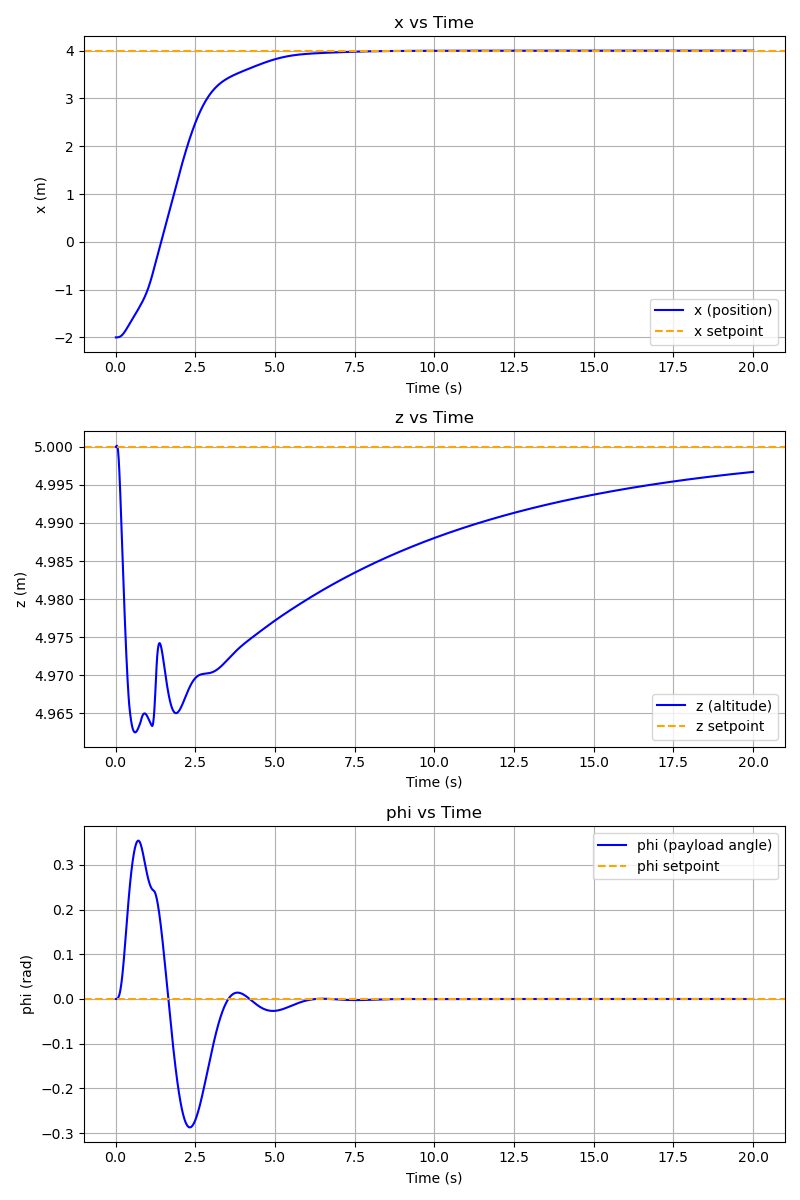 x vs Time
4
3
2
1
0
−1
−2
x (m)
x (position)
x setpoint
0.0 2.5 5.0 7.5 10.0 12.5 15.0 17.5 20.0
Time (s)
z vs Time
5.000
4.995
4.990
4.985
4.980
4.975
4.970
4.965
z (m)
z (altitude)
z setpoint
0.0 2.5 5.0 7.5 10.0 12.5 15.0 17.5 20.0
Time (s)
phi vs Time
0.3
0.2
0.1
0.0
−0.1
−0.2
−0.3
phi (rad)
phi (payload angle)
phi setpoint
0.0 2.5 5.0 7.5 10.0 12.5 15.0 17.5 20.0
Time (s)